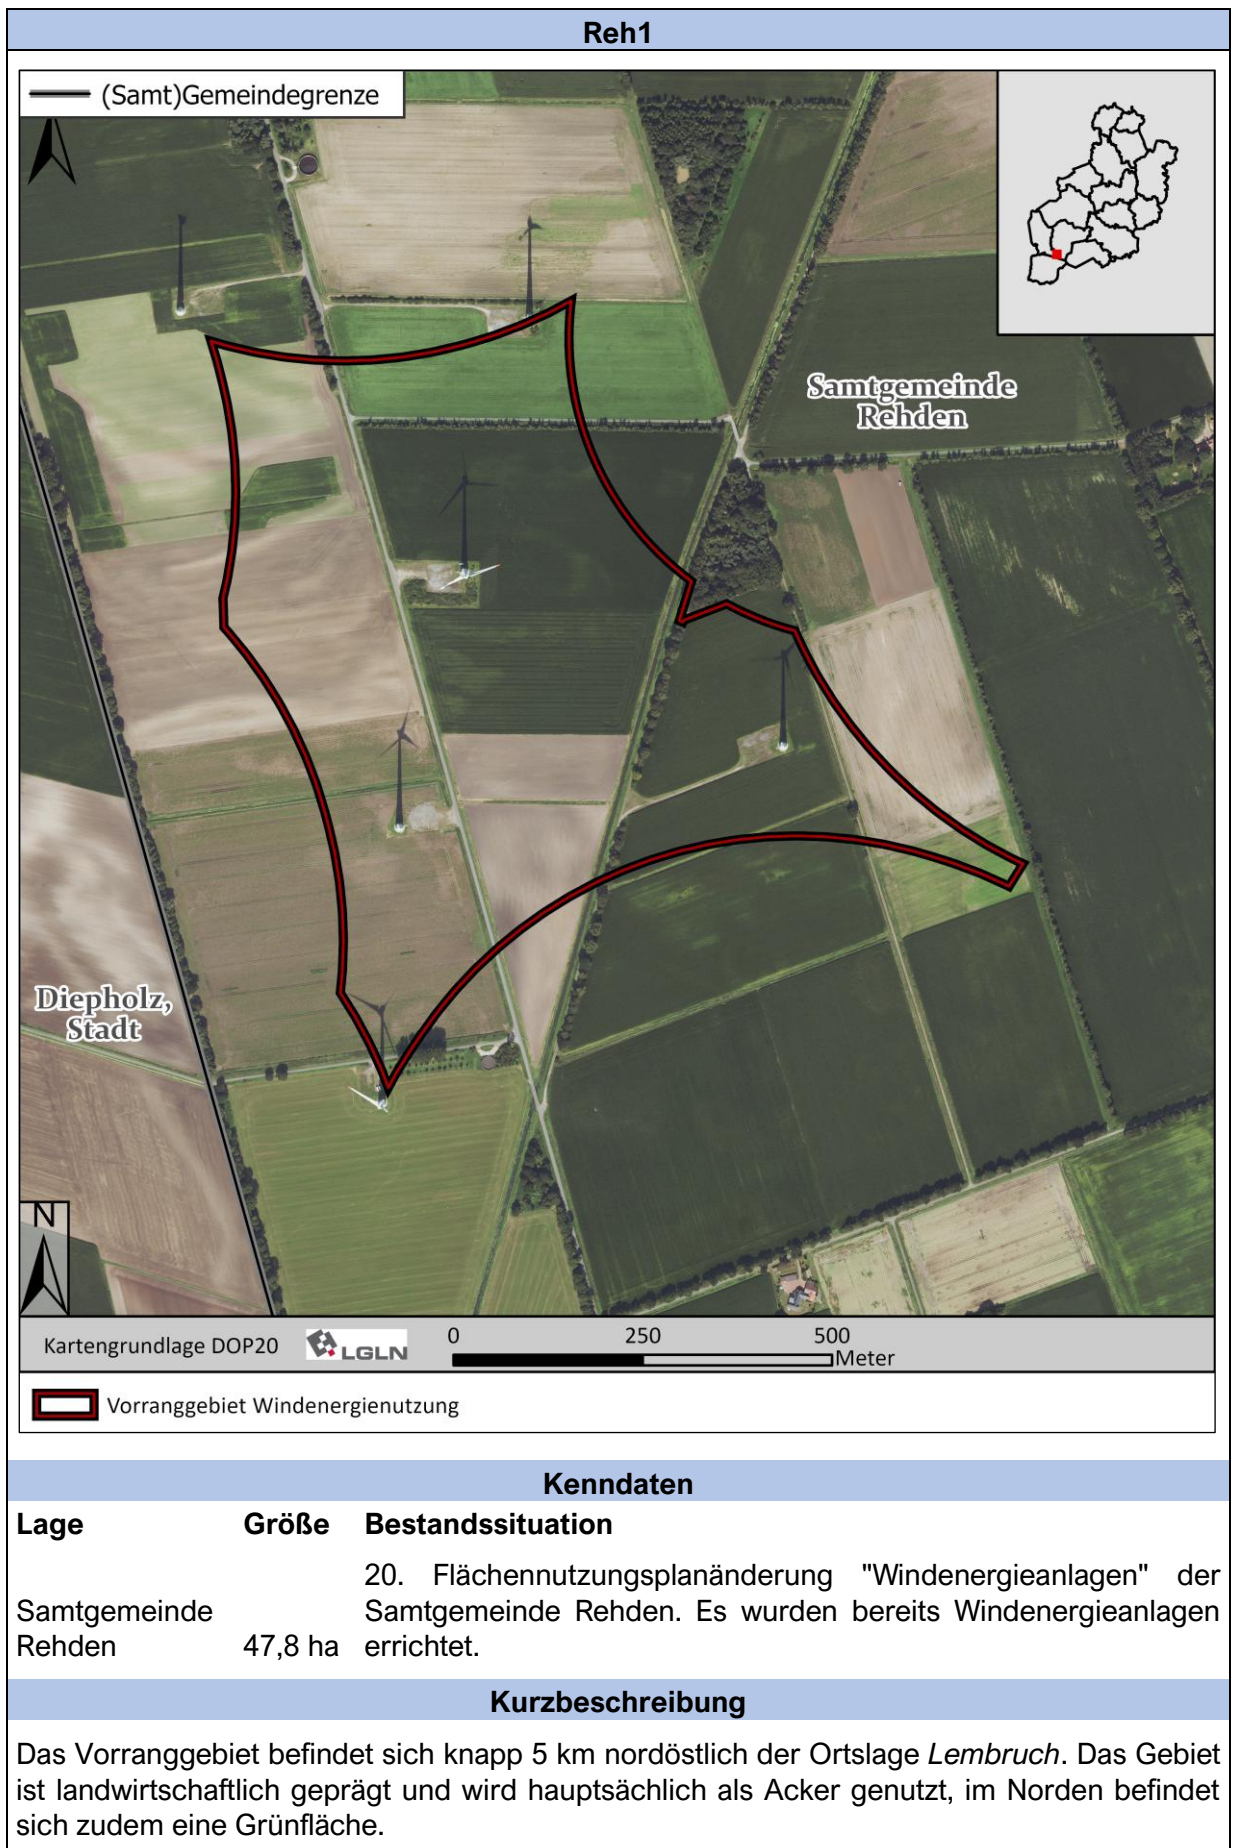 Reh1
(Samt)Gemeindegrenze
Samtgemeinde
Rehden
Diepholz,
Stadt
N
Kartengrundlage DOP20
LGLN
0 250 500
Meter
Vorranggebiet Windenergienutzung
Kenndaten
Lage Größe Bestandssituation
Samtgemeinde Rehden 47,8 ha 20. Flächennutzungsplanänderung "Windenergieanlagen" der
Samtgemeinde Rehden. Es wurden bereits Windenergieanlagen
errichtet.
Kurzbeschreibung
Das Vorranggebiet befindet sich knapp 5 km nordöstlich der Ortslage Lembruch. Das Gebiet
ist landwirtschaftlich geprägt und wird hauptsächlich als Acker genutzt, im Norden befindet
sich zudem eine Grünfläche.